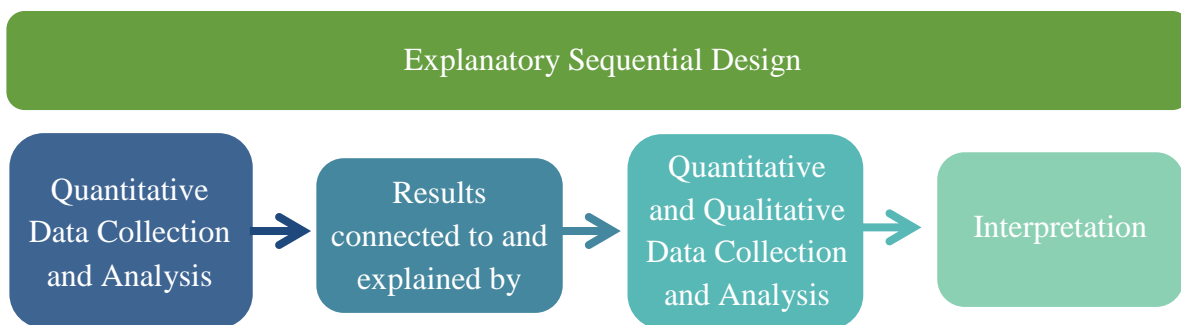 Explanatory Sequential Design
Quantitative
Data Collection
and Analysis
Results
connected to and
explained by
Quantitative
and Qualitative
Data Collection
and Analysis
Interpretation